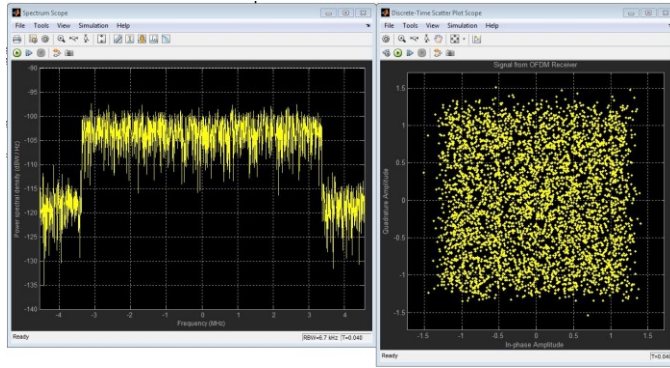 Spectrum Scope
File Tools View Simulation Help
-90
-95
-100
-105
-110
-115
-120
-125
-130
-135
-140
Power spectral density (dBW/Hz)
-4 -3 -2 -1 0 1 2 3 4
Frequency (MHz)
Ready RBW=6.7 kHz T=0.040
Discrete-Time Scatter Plot Scope
File Tools View Simulation Help
Signal from OFDM Receiver
1.5
1
0.5
0
-0.5
-1
-1.5
Quadrature Amplitude
-1.5 -1 -0.5 0 0.5 1 1.5
In-phase Amplitude
Ready T=0.040